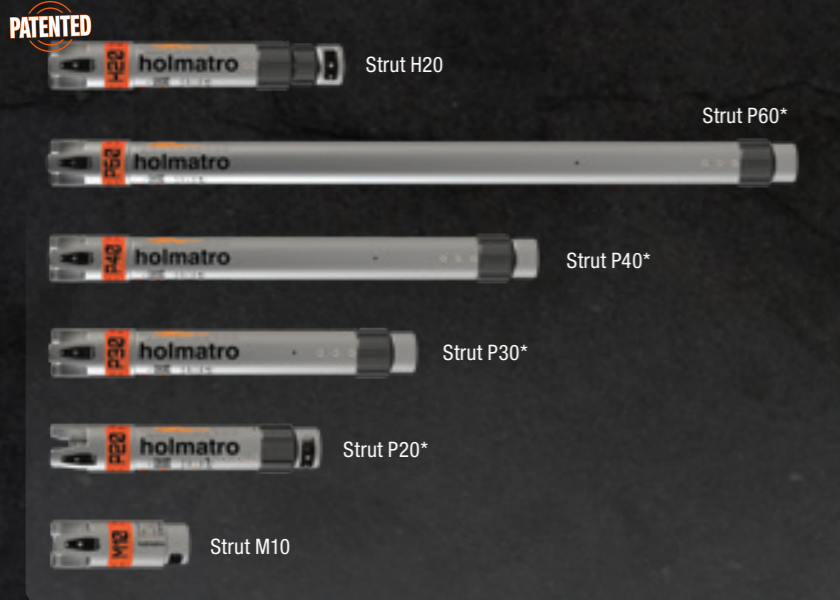 PATENTED
H20
holmatro
Strut H20
Strut P60*
P60
holmatro
P40
holmatro
Strut P40*
P30
holmatro
Strut P30*
P20
holmatro
Strut P20*
M10
holmatro
Strut M10